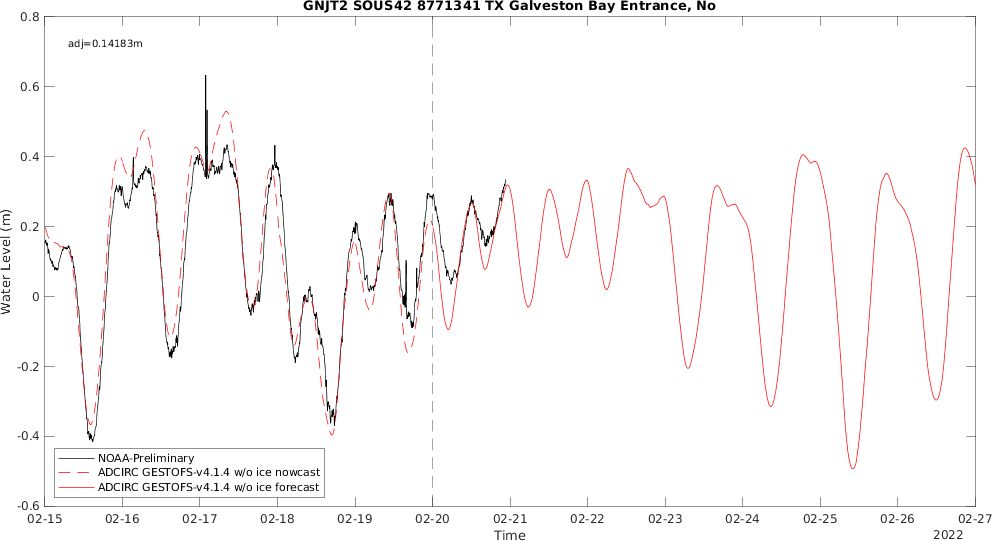 GNJT2 SOUS42 8771341 TX Galveston Bay Entrance, No
adj=0.14183m
0.8
0.6
0.4
0.2
0
-0.2
-0.4
-0.6
Water Level (m)
NOAA-Preliminary
ADCIRC GESTOFS-v4.1.4 w/o ice nowcast
ADCIRC GESTOFS-v4.1.4 w/o ice forecast
02-15 02-16 02-17 02-18 02-19 02-20 02-21 02-22 02-23 02-24 02-25 02-26 02-27
Time
2022